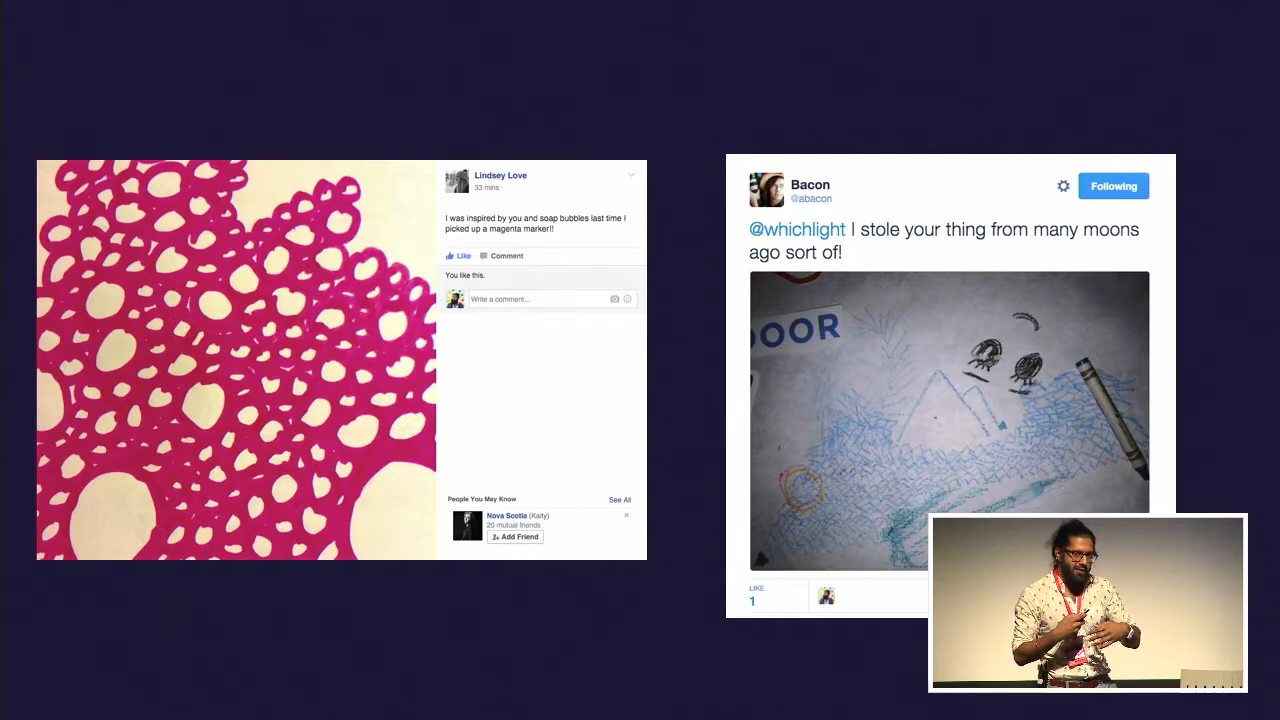 Lindsey Love
33 mins ·
I was inspired by you and soap bubbles last time I
picked up a magenta marker!!
Like Comment
You like this.
Write a comment...
People You May Know See All
Nova Scotia (Kaity)
20 mutual friends
Add Friend
Bacon
@abacon
Following
@whichlight I stole your thing from many moons
ago sort of!
OOR
LIKE
1